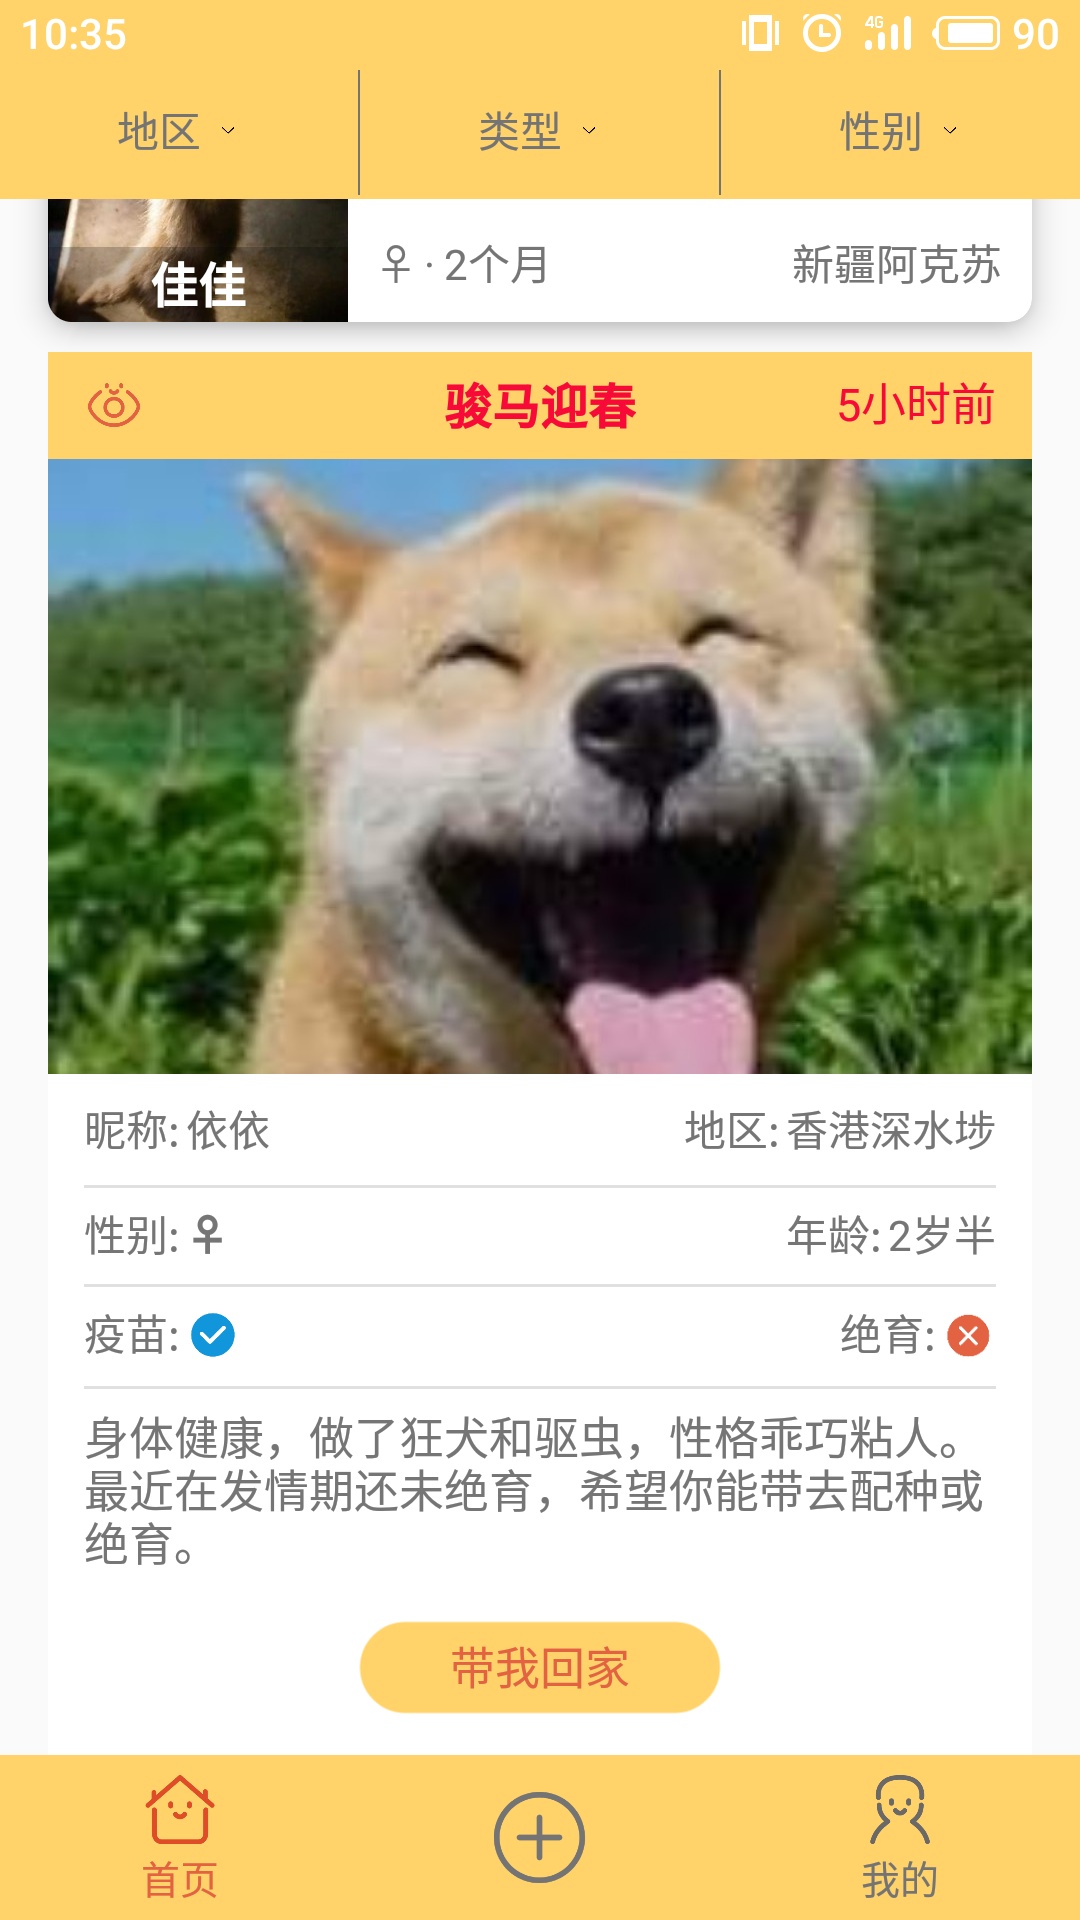 10:35
4G
90
地区
类型
性别
佳佳
♀ · 2个月
新疆阿克苏
骏马迎春
5小时前
昵称: 依依
地区: 香港深水埗
性别: ♀
年龄: 2岁半
疫苗:
绝育:
身体健康，做了狂犬和驱虫，性格乖巧粘人。
最近在发情期还未绝育，希望你能带去配种或
绝育。
带我回家
首页
我的